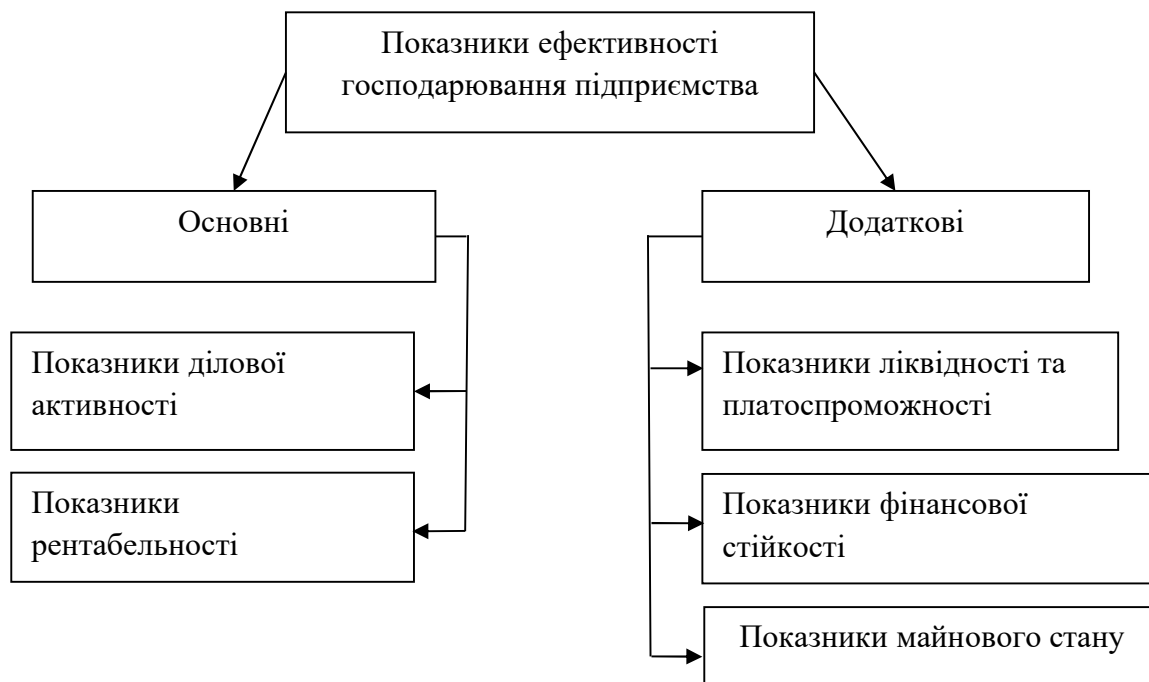 Показники ефективності
господарювання підприємства
Основні
Додаткові
Показники ділової
активності
Показники
рентабельності
Показники ліквідності та
платоспроможності
Показники фінансової
стійкості
Показники майнового стану